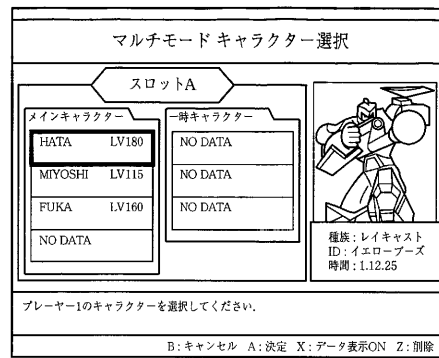 マルチモード キャラクター選択
スロットA
メインキャラクター
HATA LV180
MIYOSHI LV115
FUKA LV160
NO DATA
一時キャラクター
NO DATA
NO DATA
NO DATA
種族：レイキャスト
ID：イエローブーズ
時間：1.12.25
プレーヤー1のキャラクターを選択してください.
B：キャンセル A：決定 X：データ表示ON Z：削除